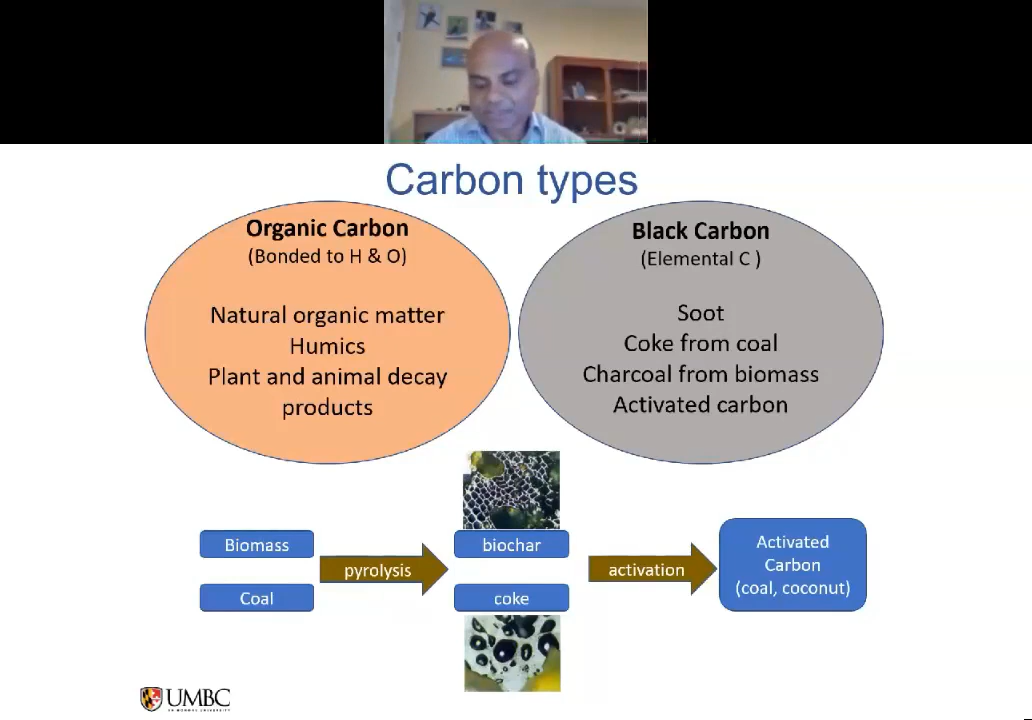 Carbon types
Organic Carbon
(Bonded to H & O)
Natural organic matter
Humics
Plant and animal decay
products
Black Carbon
(Elemental C )
Soot
Coke from coal
Charcoal from biomass
Activated carbon
Biomass
Coal
pyrolysis
biochar
coke
activation
Activated
Carbon
(coal, coconut)
UMBC